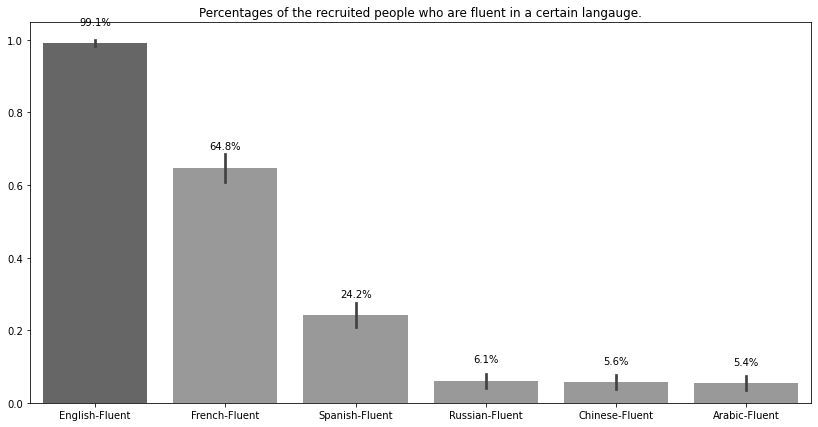 Percentages of the recruited people who are fluent in a certain langauge.
99.1%
64.8%
24.2%
6.1%
5.6%
5.4%
1.0
0.8
0.6
0.4
0.2
0.0
English-Fluent
French-Fluent
Spanish-Fluent
Russian-Fluent
Chinese-Fluent
Arabic-Fluent